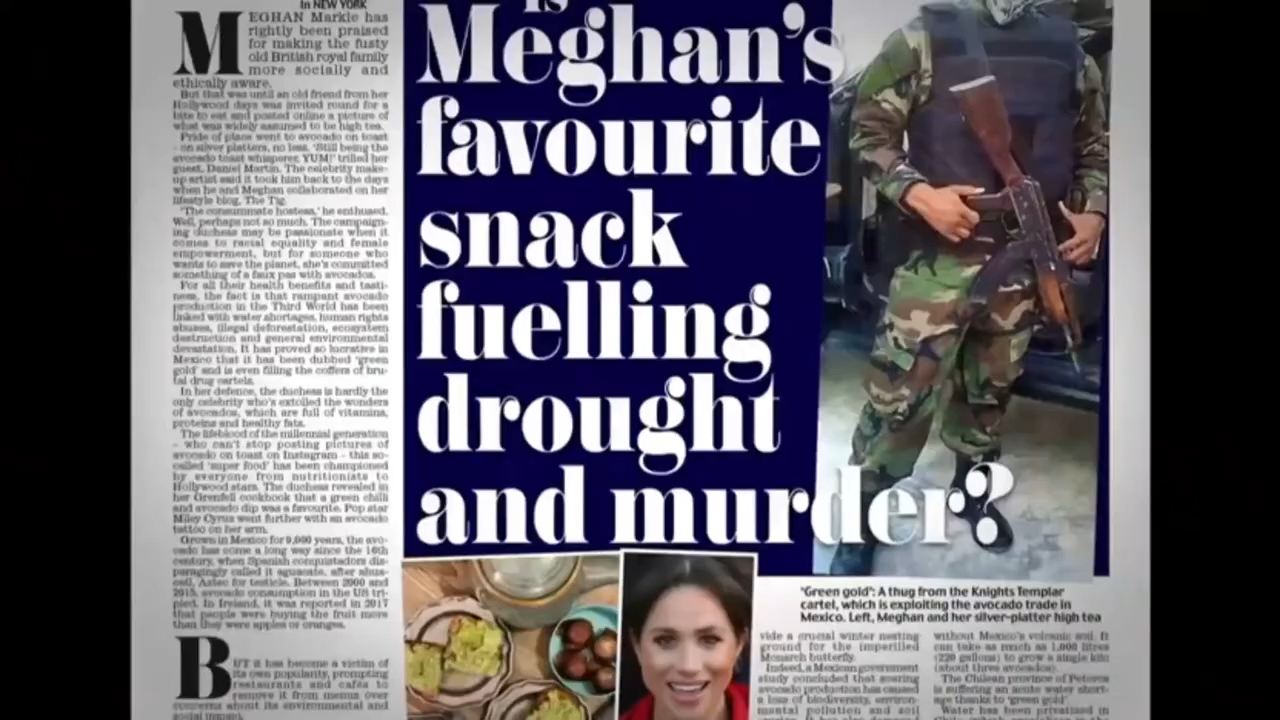 In NEW YORK
MEGHAN Markle has
rightly been praised
for making the fusty
old British royal family
more socially and
ethically aware.
But that was until an old friend from her
Hollywood days was invited round for a
bite to eat and posted online a picture of
what was widely assumed to be high tea.
Pride of place went to avocado on toast
– on silver platters, no less. 'Still being the
avocado toast whisperer, YUM!' trilled her
guest, Daniel Martin. The celebrity make-
up artist said it took him back to the days
when he and Meghan collaborated on her
lifestyle blog, The Tig.
'The consummate hostess,' he enthused.
Well, perhaps not so much. The campaign-
ing duchess may be passionate when it
comes to racial equality and female
empowerment, but for someone who
wants to save the planet, she's committed
something of a faux pas with avocados.
For all their health benefits and tasti-
ness, the fact is that rampant avocado
production in the Third World has been
linked with water shortages, human rights
abuses, illegal deforestation, ecosystem
destruction and general environmental
devastation. It has proved so lucrative in
Mexico that it has been dubbed 'green
gold' and is even filling the coffers of bru-
tal drug cartels.
In her defence, the duchess is hardly the
only celebrity who's extolled the wonders
of avocados, which are full of vitamins,
proteins and healthy fats.
The lifeblood of the millennial generation
– who can't stop posting pictures of
avocado on toast on Instagram – this so-
called 'super food' has been championed
by everyone from nutritionists to
Hollywood stars. The duchess revealed in
her Grenfell cookbook that a green chilli
and avocado dip was a favourite. Pop star
Miley Cyrus went further with an avocado
tattoo on her arm.
Grown in Mexico for 9,000 years, the avo-
cado has come a long way since the 16th
century, when Spanish conquistadors dis-
paragingly called it aguacate, after ahua-
catl, Aztec for testicle. Between 2000 and
2015, avocado consumption in the US tri-
pled. In Ireland, it was reported in 2017
that people were buying the fruit more
than they were apples or oranges.
BUT it has become a victim of
its own popularity, prompting
restaurants and cafes to
remove it from menus over
concerns about its environmental and
social impact.
Is
Meghan's
favourite
snack
fuelling
drought
and murder?
'Green gold': A thug from the Knights Templar
cartel, which is exploiting the avocado trade in
Mexico. Left, Meghan and her silver-platter high tea
vide a crucial winter nesting
ground for the imperilled
Monarch butterfly.
Indeed, a Mexican government
study concluded that soaring
avocado production has caused
a loss of biodiversity, environ-
mental pollution and soil
without Mexico's volcanic soil. It
can take as much as 1,000 litres
(220 gallons) to grow a single kilo
(about three avocados).
The Chilean province of Petorca
is suffering an acute water short-
age thanks to 'green gold'.
Water has been privatised in